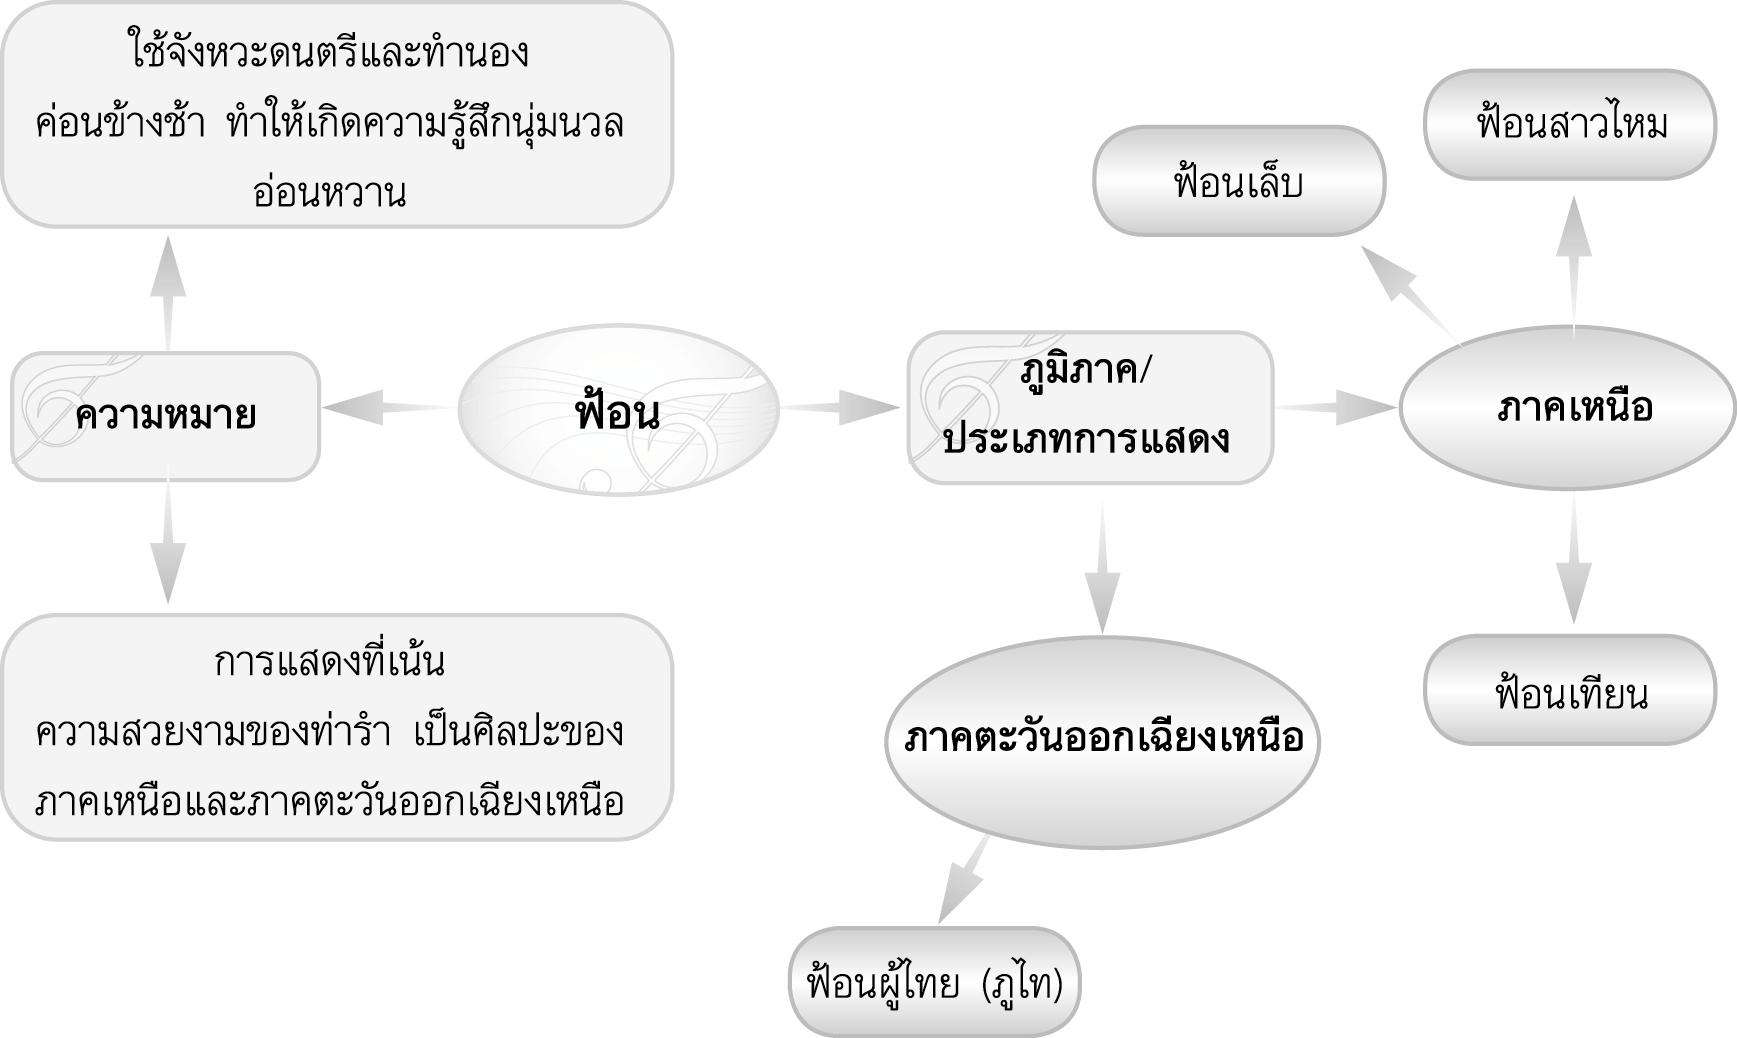 ใช้จังหวะดนตรีและทำนอง
ค่อนข้างช้า ทำให้เกิดความรู้สึกนุ่มนวล
อ่อนหวาน
ฟ้อนสาวไหม
ฟ้อนเล็บ
ความหมาย
ฟ้อน
ภูมิภาค/
ประเภทการแสดง
ภาคเหนือ
การแสดงที่เน้น
ความสวยงามของท่ารำ เป็นศิลปะของ
ภาคเหนือและภาคตะวันออกเฉียงเหนือ
ภาคตะวันออกเฉียงเหนือ
ฟ้อนเทียน
ฟ้อนผู้ไทย (ภูไท)